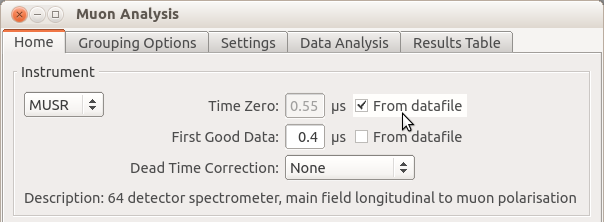 Muon Analysis
Home Grouping Options Settings Data Analysis Results Table
Instrument
MUSR Time Zero: 0.55 µs From datafile
First Good Data: 0.4 µs From datafile
Dead Time Correction: None
Description: 64 detector spectrometer, main field longitudinal to muon polarisation